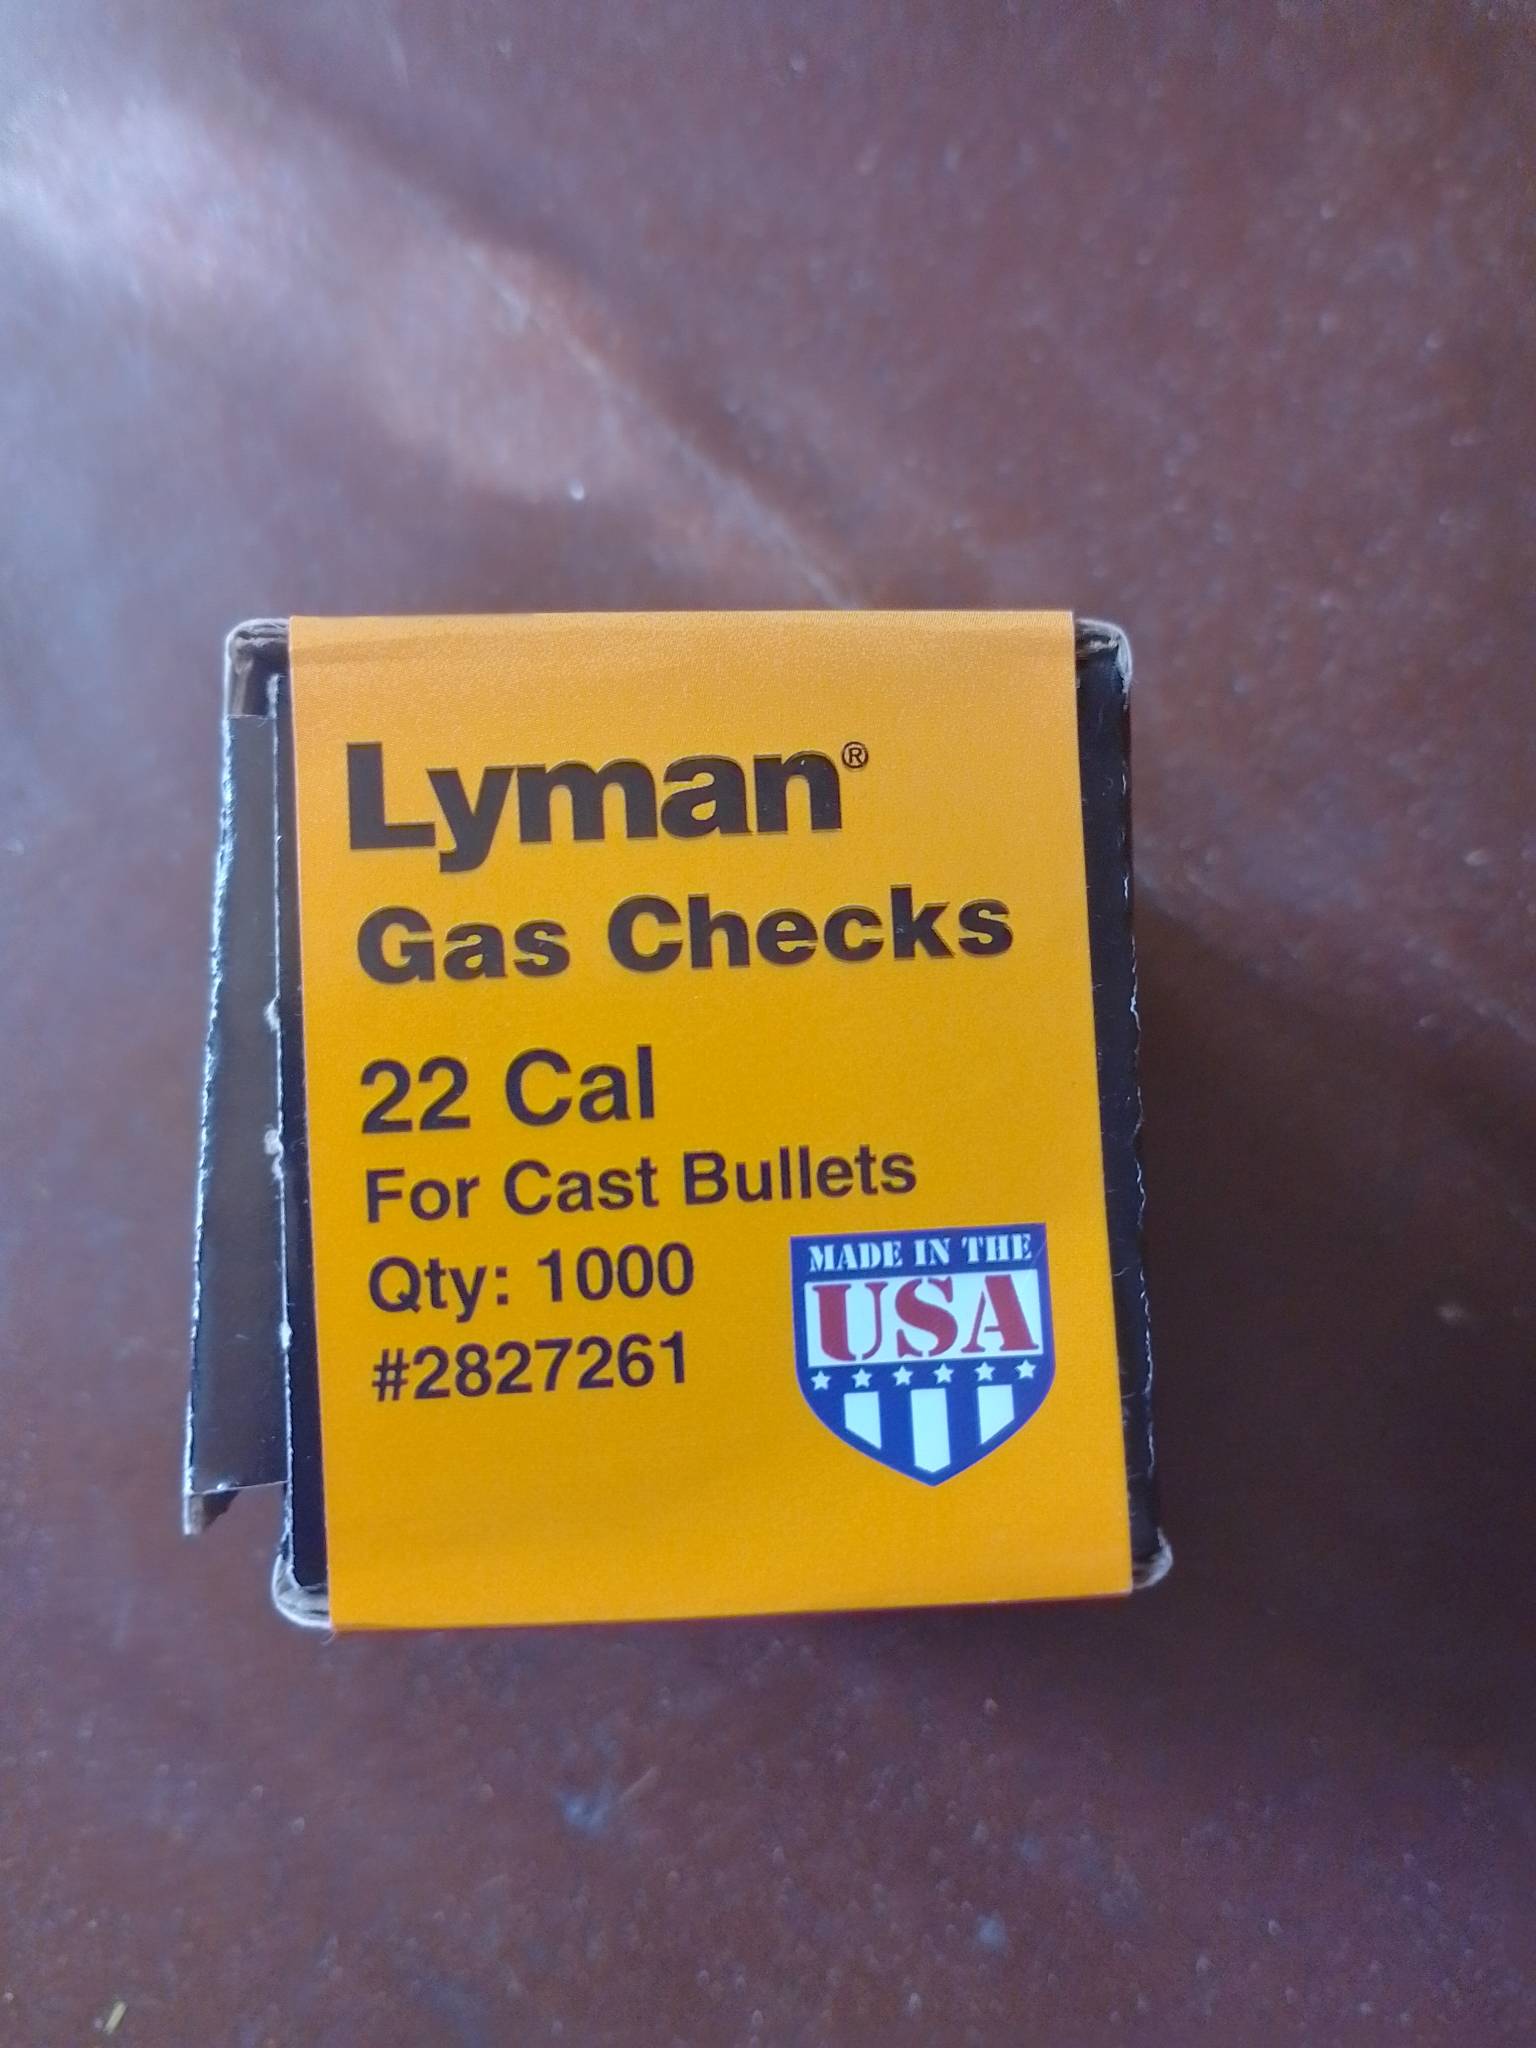 Lyman®
Gas Checks
22 Cal
For Cast Bullets
Qty: 1000
#2827261
MADE IN THE
USA